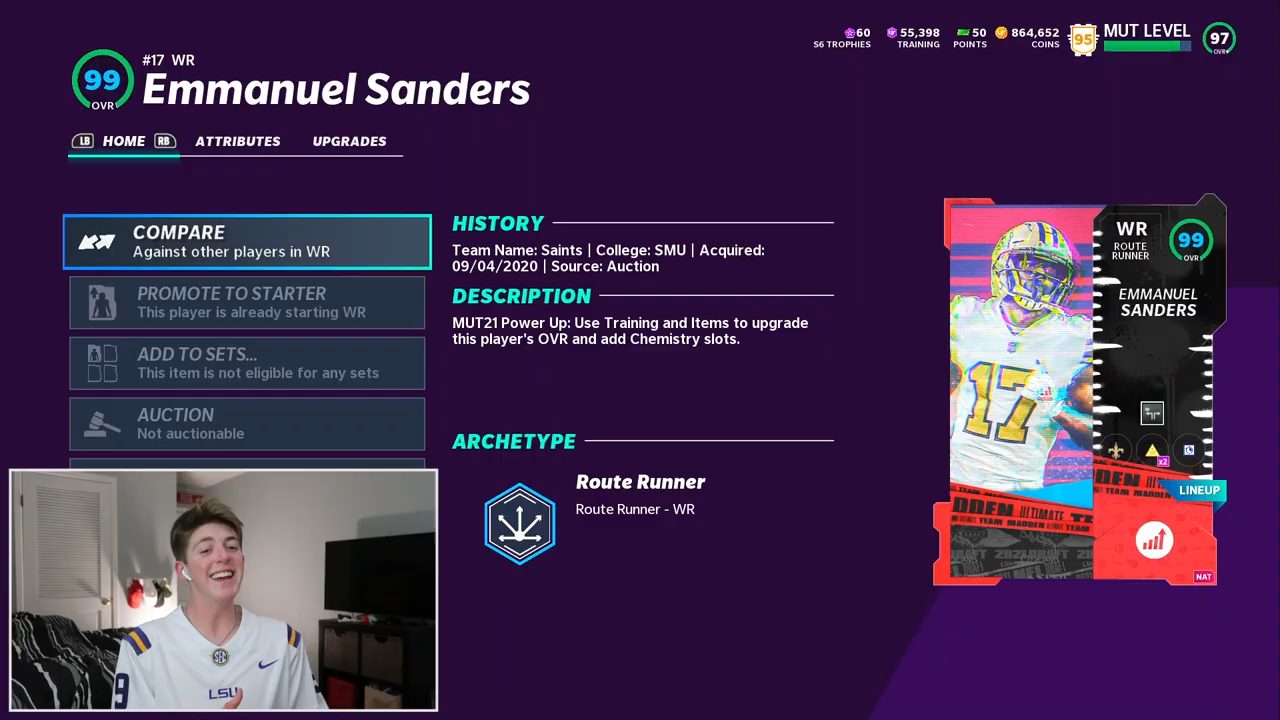 60
S6 TROPHIES
55,398
TRAINING
50
POINTS
864,652
COINS
95
MUT LEVEL
97
OVR
99
OVR
#17 WR
Emmanuel Sanders
LB HOME RB ATTRIBUTES UPGRADES
COMPARE
Against other players in WR
PROMOTE TO STARTER
This player is already starting WR
ADD TO SETS...
This item is not eligible for any sets
AUCTION
Not auctionable
HISTORY
Team Name: Saints | College: SMU | Acquired:
09/04/2020 | Source: Auction
DESCRIPTION
MUT21 Power Up: Use Training and Items to upgrade
this player's OVR and add Chemistry slots.
ARCHETYPE
Route Runner
Route Runner - WR
WR
ROUTE
RUNNER
99
OVR
EMMANUEL
SANDERS
17
x2
LINEUP
NAT
SEC
LSU
9